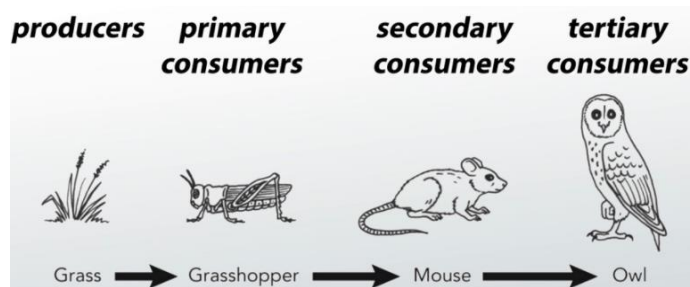 producers
primary
consumers
secondary
consumers
tertiary
consumers
Grass
Grasshopper
Mouse
Owl